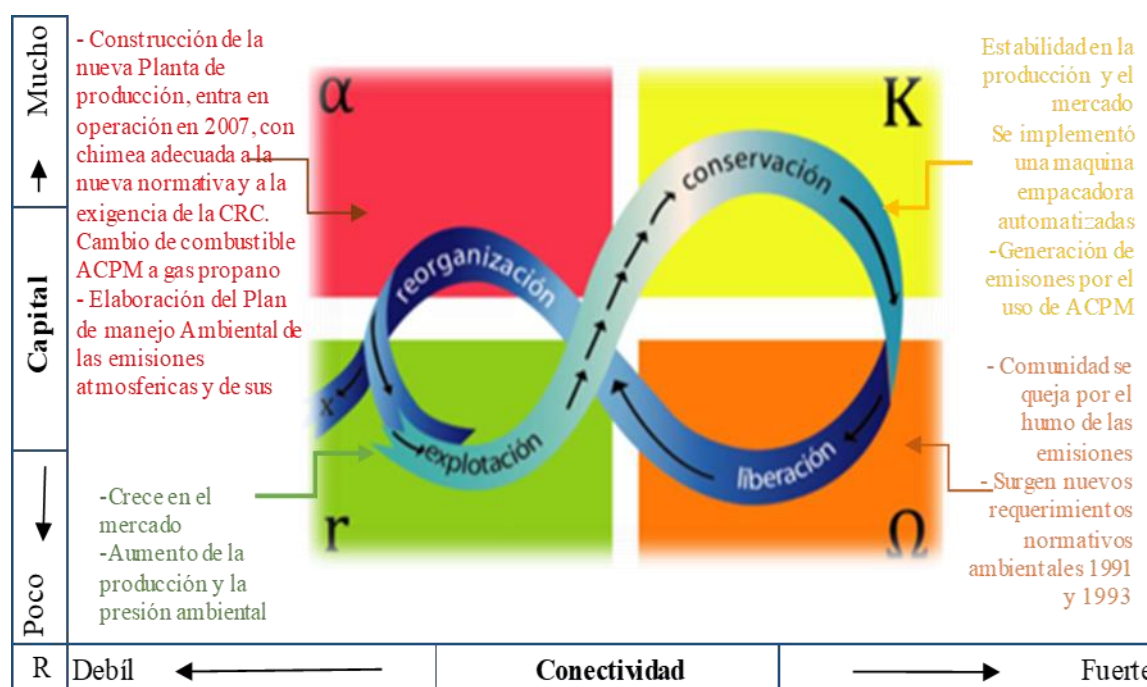 Mucho
Capital
Poco
- Construcción de la
nueva Planta de
producción, entra en
operación en 2007, con
chimea adecuada a la
nueva normativa y a la
exigencia de la CRC.
Cambio de combustible
ACPM a gas propano
- Elaboración del Plan
de manejo Ambiental de
las emisiones
atmosfericas y de sus
-Crece en el
mercado
-Aumento de la
producción y la
presión ambiental
α
K
r
Ω
reorganización
conservación
explotación
liberación
x
Estabilidad en la
producción y el
mercado
Se implementó
una maquina
empacadora
automatizadas
-Generación de
emisones por el
uso de ACPM
- Comunidad se
queja por el
humo de las
emisiones
- Surgen nuevos
requerimientos
normativos
ambientales 1991
y 1993
R
Debíl
Conectividad
Fuerte